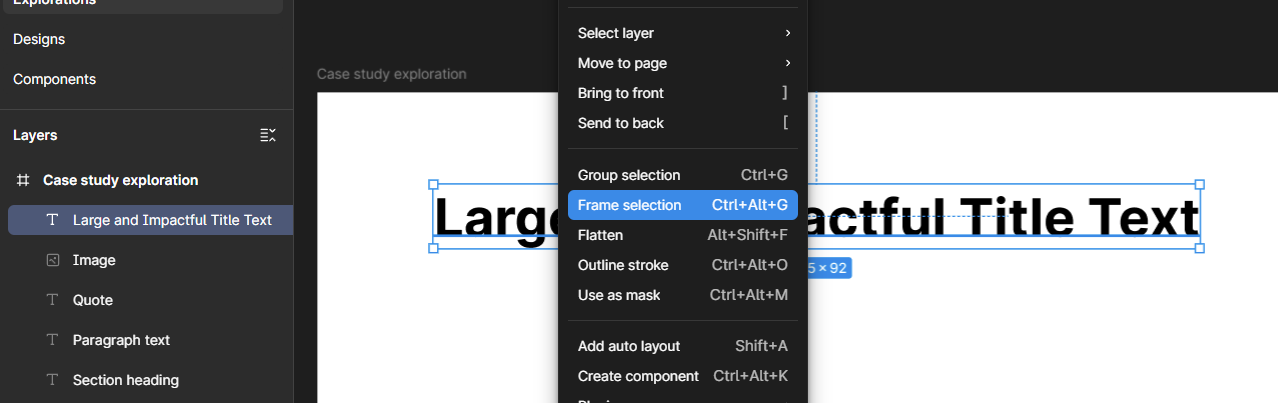 Explorations
Designs
Components
Layers
Case study exploration
Large and Impactful Title Text
Image
Quote
Paragraph text
Section heading
Case study exploration
Select layer
Move to page
Bring to front ]
Send to back [
Group selection Ctrl+G
Frame selection Ctrl+Alt+G
Flatten Alt+Shift+F
Outline stroke Ctrl+Alt+O
Use as mask Ctrl+Alt+M
Add auto layout Shift+A
Create component Ctrl+Alt+K
Large actful Title Text
5 × 92